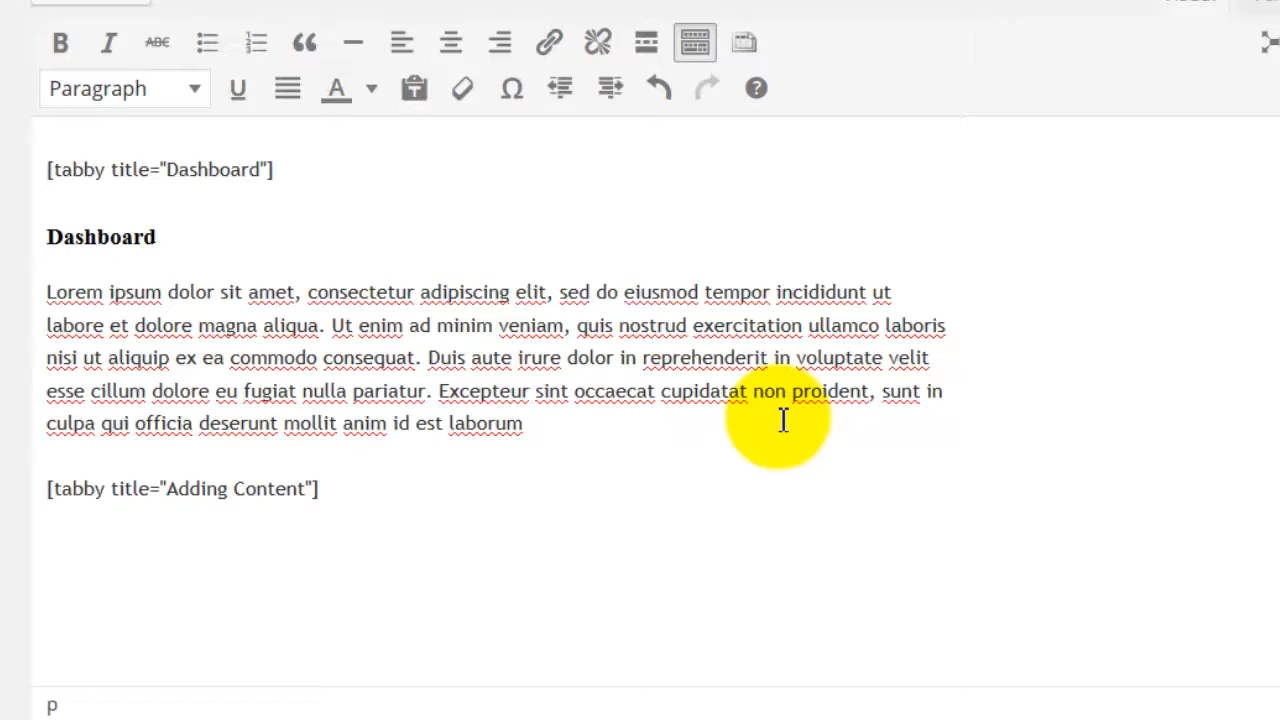 B I ABC
Paragraph U A T Ω ?
[tabby title="Dashboard"]
Dashboard
Lorem ipsum dolor sit amet, consectetur adipiscing elit, sed do eiusmod tempor incididunt ut
labore et dolore magna aliqua. Ut enim ad minim veniam, quis nostrud exercitation ullamco laboris
nisi ut aliquip ex ea commodo consequat. Duis aute irure dolor in reprehenderit in voluptate velit
esse cillum dolore eu fugiat nulla pariatur. Excepteur sint occaecat cupidatat non proident, sunt in
culpa qui officia deserunt mollit anim id est laborum
[tabby title="Adding Content"]
p